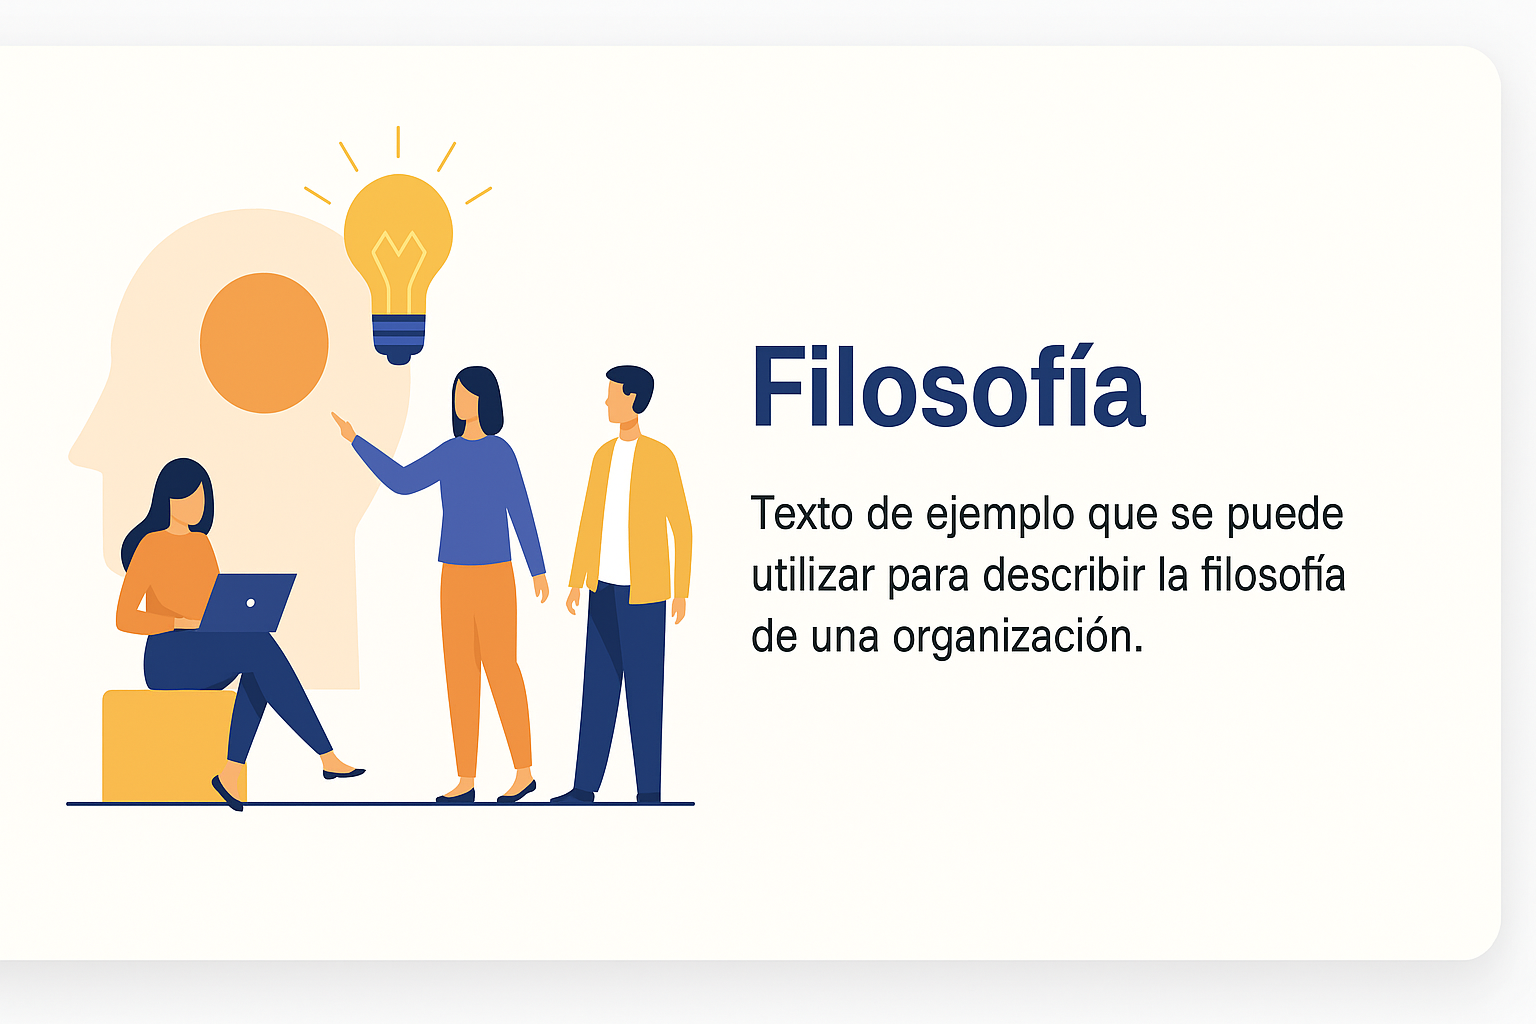 Filosofía
Texto de ejemplo que se puede
utilizar para describir la filosofía
de una organización.